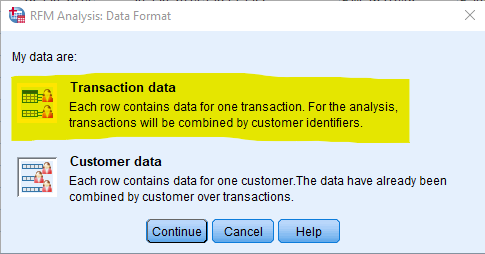 RFM Analysis: Data Format
My data are:
Transaction data
Each row contains data for one transaction. For the analysis,
transactions will be combined by customer identifiers.
Customer data
Each row contains data for one customer.The data have already been
combined by customer over transactions.
Continue Cancel Help